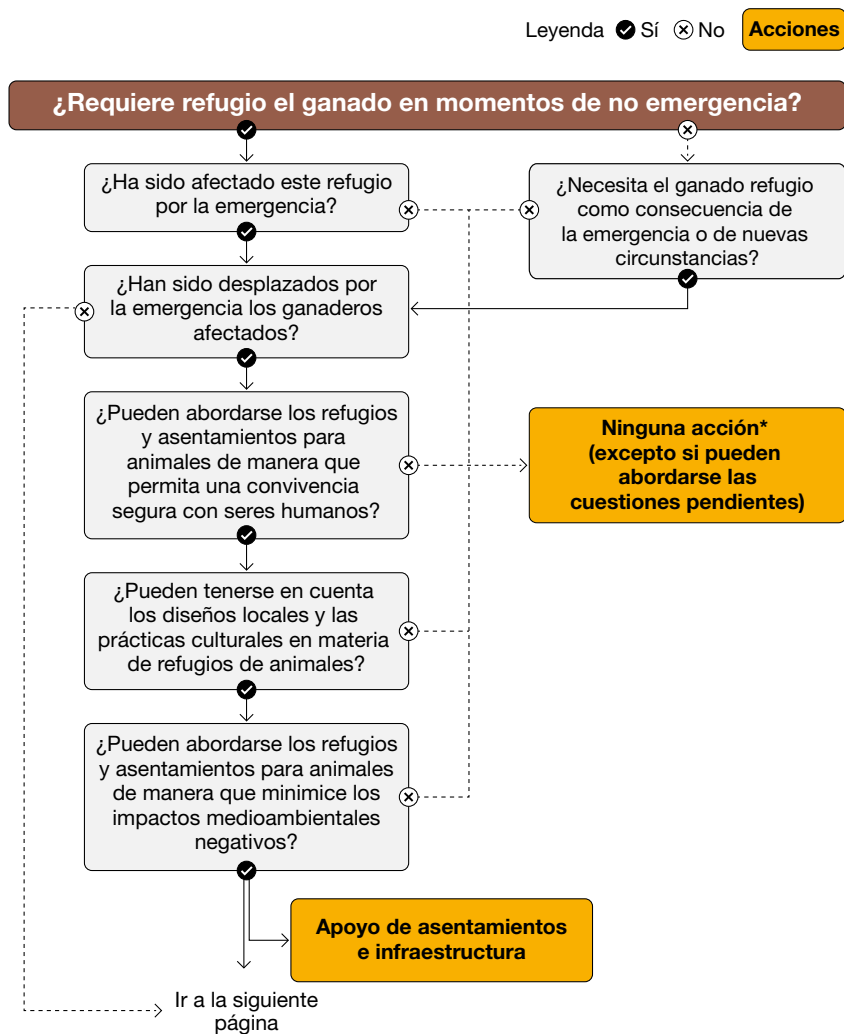 Leyenda Sí No Acciones
¿Requiere refugio el ganado en momentos de no emergencia?
¿Ha sido afectado este refugio
por la emergencia?
¿Necesita el ganado refugio
como consecuencia de
la emergencia o de nuevas
circunstancias?
¿Han sido desplazados por
la emergencia los ganaderos
afectados?
¿Pueden abordarse los refugios
y asentamientos para
animales de manera que
permita una convivencia
segura con seres humanos?
Ninguna acción*
(excepto si pueden
abordarse las
cuestiones pendientes)
¿Pueden tenerse en cuenta
los diseños locales y las
prácticas culturales en materia
de refugios de animales?
¿Pueden abordarse los refugios
y asentamientos para animales
de manera que minimice los
impactos medioambientales
negativos?
Apoyo de asentamientos
e infraestructura
Ir a la siguiente
página